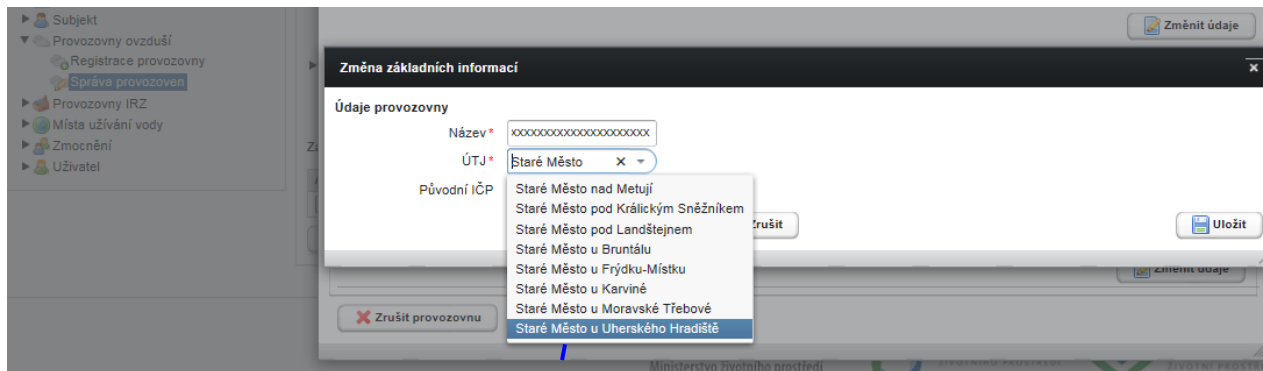 Subjekt
Provozovny ovzduší
Registrace provozovny
Správa provozoven
Provozovny IRZ
Místa užívání vody
Zmocnění
Uživatel
Změnit údaje
Změna základních informací
Údaje provozovny
Název *
xxxxxxxxxxxxxxxxxxxxxx
ÚTJ *
Staré Město
Původní IČP
Staré Město nad Metují
Staré Město pod Králickým Sněžníkem
Staré Město pod Landštejnem
Staré Město u Bruntálu
Staré Město u Frýdku-Místku
Staré Město u Karviné
Staré Město u Moravské Třebové
Staré Město u Uherského Hradiště
Zrušit
Uložit
Změnit údaje
Zrušit provozovnu
Ministerstvo životního prostředí